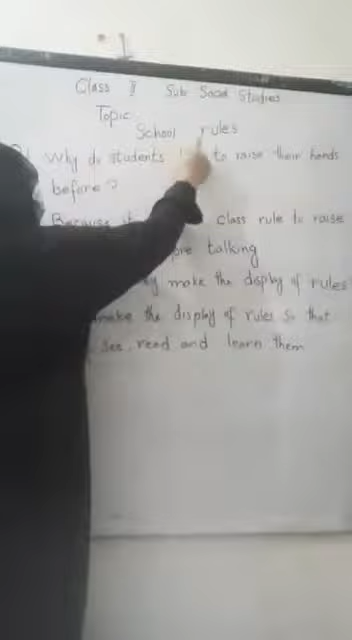 Class II Sub Social Studies
Topic
School rules
Why do students to raise their hands
before?
Because class rule to raise
talking
make the display of rules
make the display of rules so that
see, read and learn them